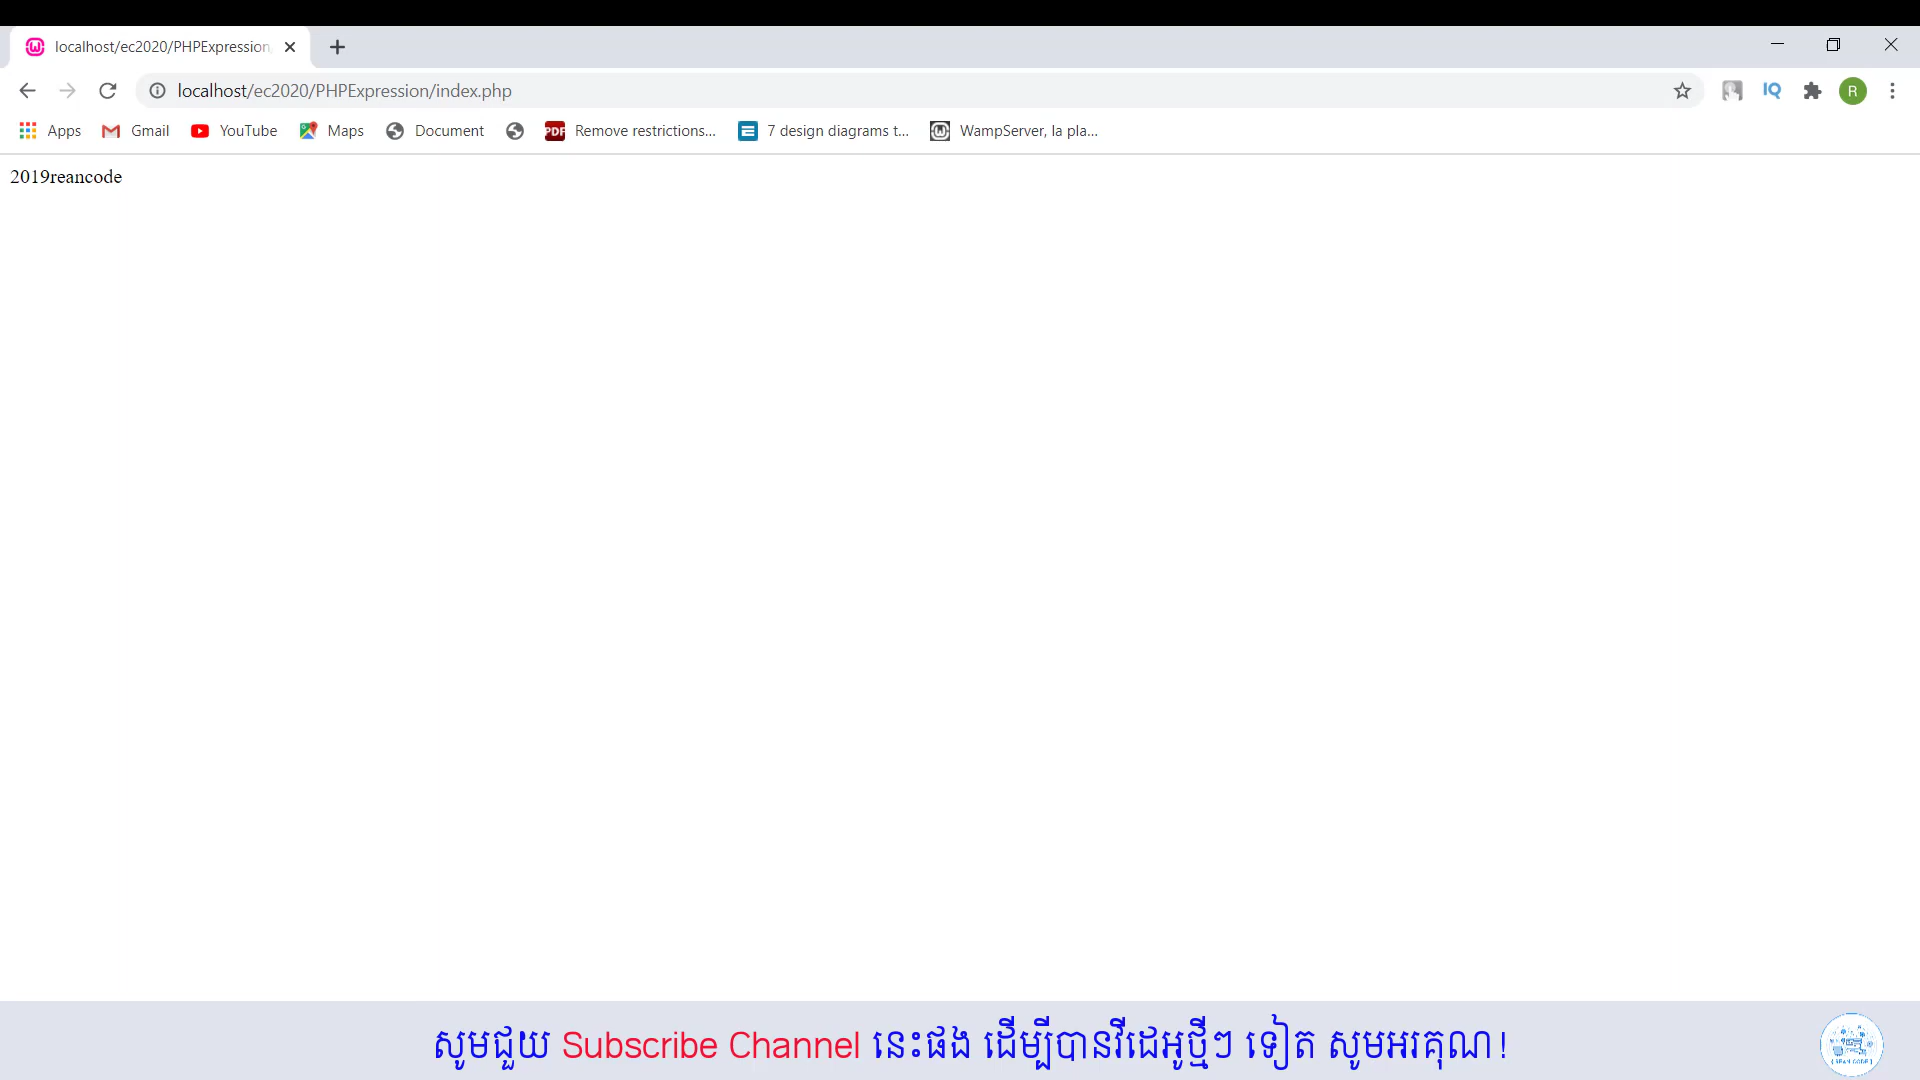 localhost/ec2020/PHPExpression
localhost/ec2020/PHPExpression/index.php
R
Apps
Gmail
YouTube
Maps
Document
PDF
Remove restrictions...
7 design diagrams t...
WampServer, la pla...
2019reancode
សូមជួយ Subscribe Channel នេះផង ដើម្បីបានវីដេអូថ្មីៗ ទៀត សូមអរគុណ!